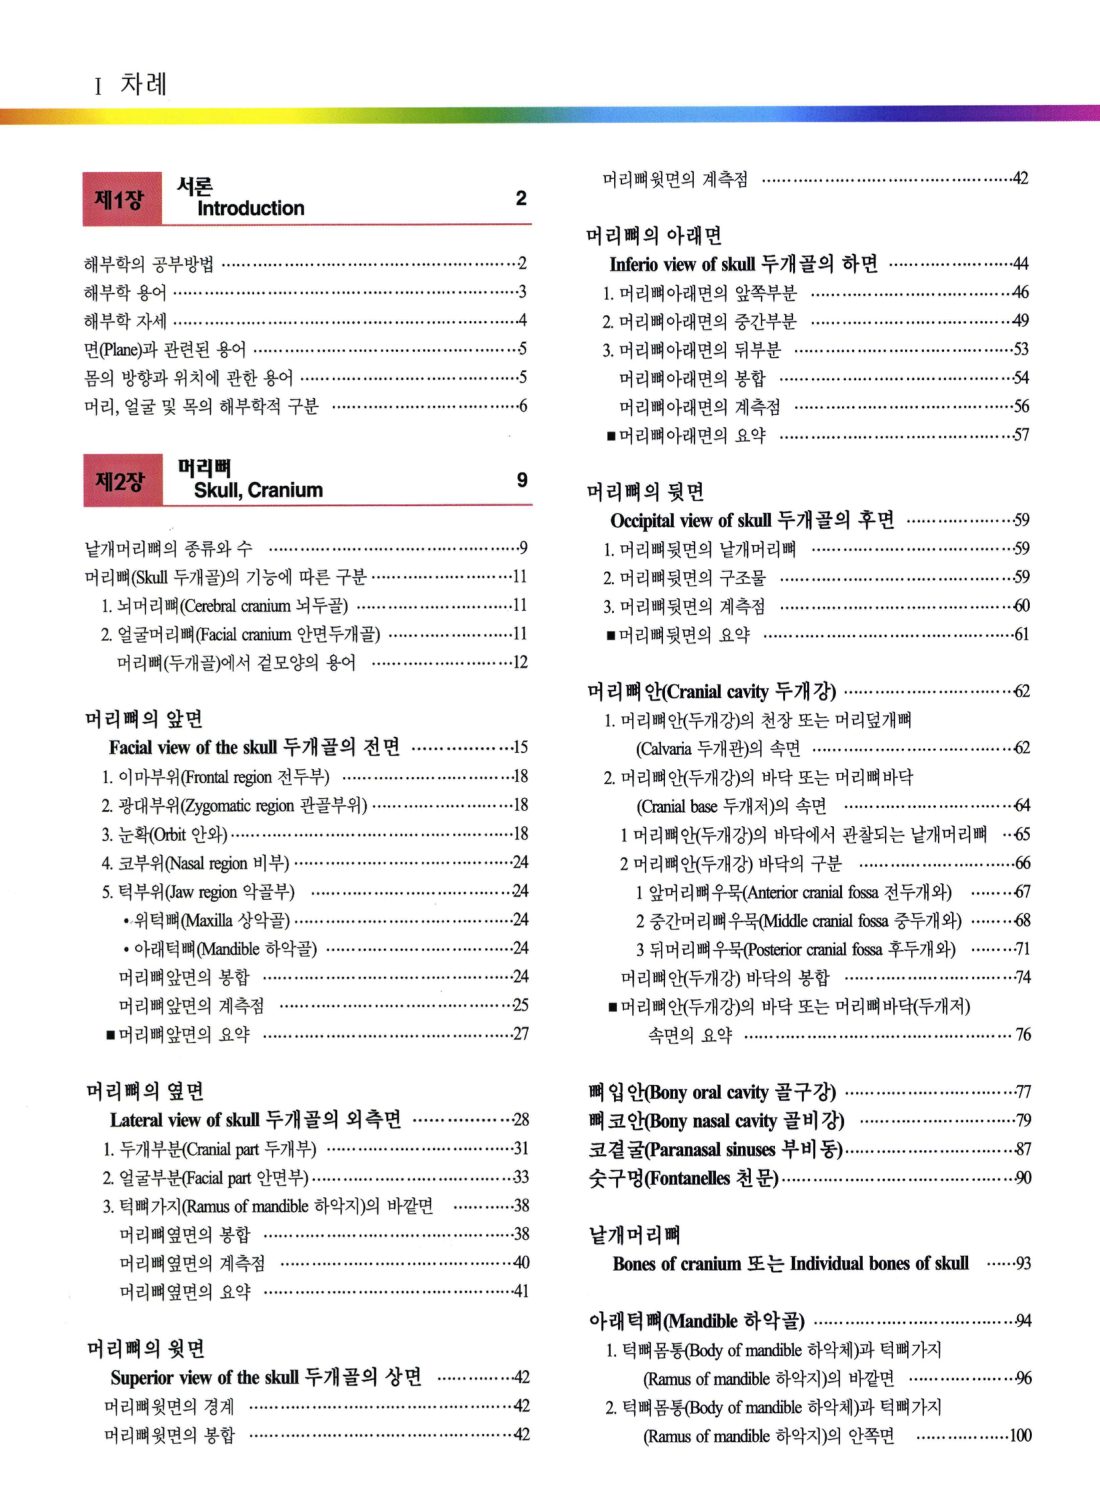 I 차례
제1장 서론
Introduction 2
해부학의 공부방법 ·····2
해부학 용어 ·····3
해부학 자세 ·····4
면(Plane)과 관련된 용어 ·····5
몸의 방향과 위치에 관한 용어 ·····5
머리, 얼굴 및 목의 해부학적 구분 ·····6
제2장 머리뼈
Skull, Cranium 9
낱개머리뼈의 종류와 수 ·····9
머리뼈(Skull 두개골)의 기능에 따른 구분 ·····11
1. 뇌머리뼈(Cerebral cranium 뇌두골) ·····11
2. 얼굴머리뼈(Facial cranium 안면두개골) ·····11
머리뼈(두개골)에서 겉모양의 용어 ·····12
머리뼈의 앞면
Facial view of the skull 두개골의 전면 ·····15
1. 이마부위(Frontal region 전두부) ·····18
2. 광대부위(Zygomatic region 관골부위) ·····18
3. 눈확(Orbit 안와) ·····18
4. 코부위(Nasal region 비부) ·····24
5. 턱부위(Jaw region 악골부) ·····24
• 위턱뼈(Maxilla 상악골) ·····24
• 아래턱뼈(Mandible 하악골) ·····24
머리뼈앞면의 봉합 ·····24
머리뼈앞면의 계측점 ·····25
■ 머리뼈앞면의 요약 ·····27
머리뼈의 옆면
Lateral view of skull 두개골의 외측면 ·····28
1. 두개부분(Cranial part 두개부) ·····31
2. 얼굴부분(Facial part 안면부) ·····33
3. 턱뼈가지(Ramus of mandible 하악지)의 바깥면 ·····38
머리뼈옆면의 봉합 ·····38
머리뼈옆면의 계측점 ·····40
머리뼈옆면의 요약 ·····41
머리뼈의 윗면
Superior view of the skull 두개골의 상면 ·····42
머리뼈윗면의 경계 ·····42
머리뼈윗면의 봉합 ·····42
머리뼈윗면의 계측점 ·····42
머리뼈의 아래면
Inferio view of skull 두개골의 하면 ·····44
1. 머리뼈아래면의 앞쪽부분 ·····46
2. 머리뼈아래면의 중간부분 ·····49
3. 머리뼈아래면의 뒤부분 ·····53
머리뼈아래면의 봉합 ·····54
머리뼈아래면의 계측점 ·····56
■ 머리뼈아래면의 요약 ·····57
머리뼈의 뒷면
Occipital view of skull 두개골의 후면 ·····59
1. 머리뼈뒷면의 낱개머리뼈 ·····59
2. 머리뼈뒷면의 구조물 ·····59
3. 머리뼈뒷면의 계측점 ·····60
■ 머리뼈뒷면의 요약 ·····61
머리뼈안(Cranial cavity 두개강) ·····62
1. 머리뼈안(두개강)의 천장 또는 머리덮개뼈
(Calvaria 두개관)의 속면 ·····62
2. 머리뼈안(두개강)의 바닥 또는 머리뼈바닥
(Cranial base 두개저)의 속면 ·····64
1 머리뼈안(두개강)의 바닥에서 관찰되는 낱개머리뼈 ··65
2 머리뼈안(두개강) 바닥의 구분 ·····66
1 앞머리뼈우묵(Anterior cranial fossa 전두개와) ·····67
2 중간머리뼈우묵(Middle cranial fossa 중두개와) ·····68
3 뒤머리뼈우묵(Posterior cranial fossa 후두개와) ·····71
머리뼈안(두개강) 바닥의 봉합 ·····74
■ 머리뼈안(두개강)의 바닥 또는 머리뼈바닥(두개저)
속면의 요약 ·····76
뼈입안(Bony oral cavity 골구강) ·····77
뼈코안(Bony nasal cavity 골비강) ·····79
코곁굴(Paranasal sinuses 부비동) ·····87
숫구멍(Fontanelles 천문) ·····90
낱개머리뼈
Bones of cranium 또는 Individual bones of skull ·····93
아래턱뼈(Mandible 하악골) ·····94
1. 턱뼈몸통(Body of mandible 하악체)과 턱뼈가지
(Ramus of mandible 하악지)의 바깥면 ·····96
2. 턱뼈몸통(Body of mandible 하악체)과 턱뼈가지
(Ramus of mandible 하악지)의 안쪽면 ·····100